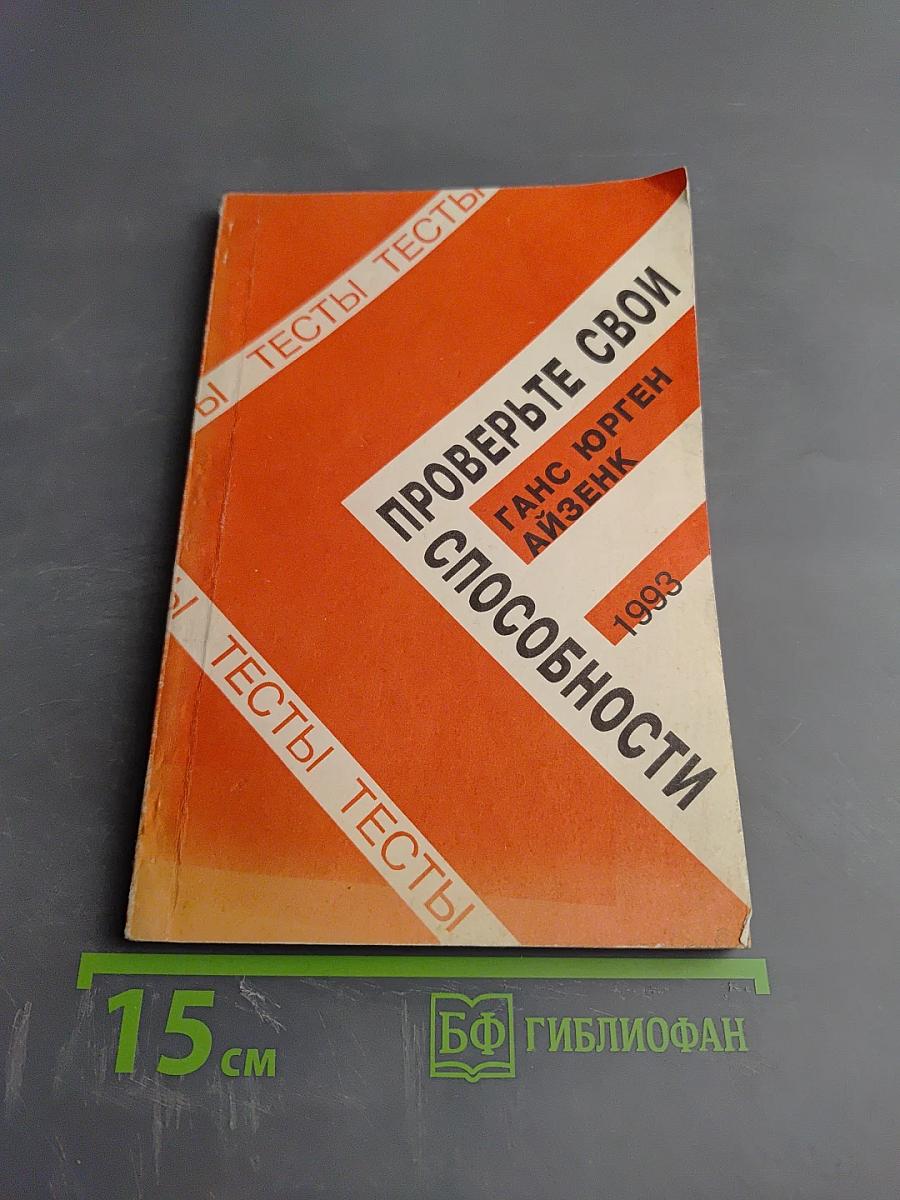 Ы ТЕСТЫ ТЕСТЫ
ПРОВЕРЬТЕ СВОИ
СПОСОБНОСТИ
ГАНС ЮРГЕН
АЙЗЕНК
1993
Ы ТЕСТЫ ТЕСТЫ
15 см
БФ ГИБЛИОФАН